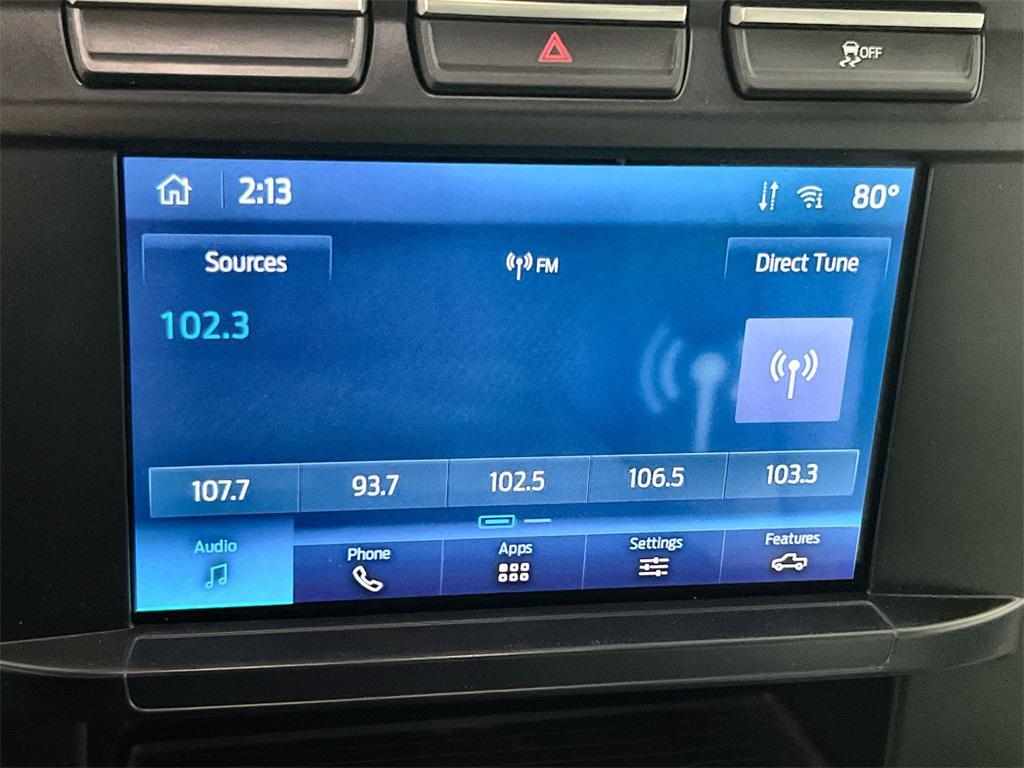 OFF
2:13 80°
Sources FM Direct Tune
102.3
107.7 93.7 102.5 106.5 103.3
Audio Phone Apps Settings Features